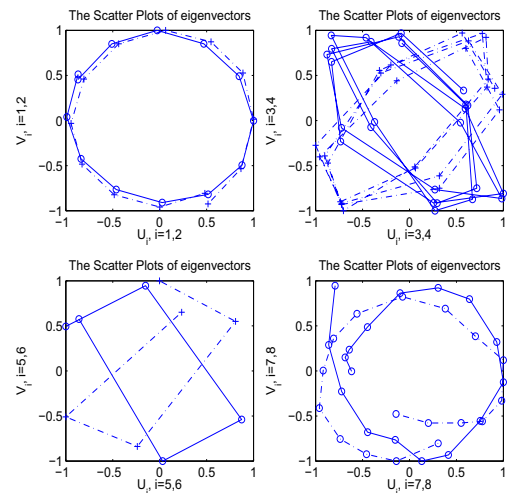 The Scatter Plots of eigenvectors
1
0.5
0
−0.5
−1
−1 −0.5 0 0.5 1
V_i, i=1,2
U_i, i=1,2
The Scatter Plots of eigenvectors
1
0.5
0
−0.5
−1
−1 −0.5 0 0.5 1
V_i, i=3,4
U_i, i=3,4
The Scatter Plots of eigenvectors
1
0.5
0
−0.5
−1
−1 −0.5 0 0.5 1
V_i, i=5,6
U_i, i=5,6
The Scatter Plots of eigenvectors
1
0.5
0
−0.5
−1
−1 −0.5 0 0.5 1
V_i, i=7,8
U_i, i=7,8